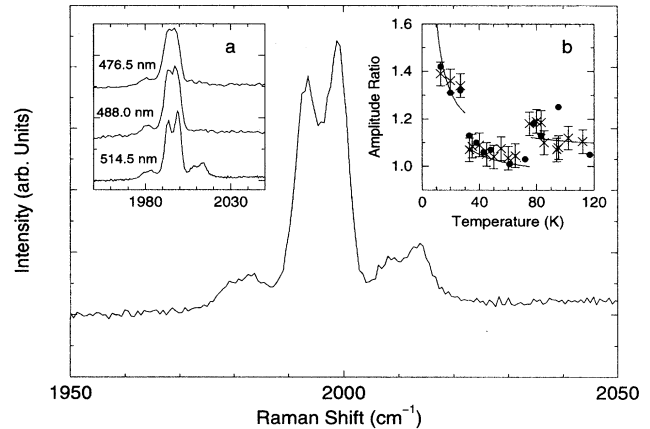 Intensity (arb. Units)
Raman Shift (cm⁻¹)
1950
2000
2050
a
476.5 nm
488.0 nm
514.5 nm
1980
2030
b
Amplitude Ratio
1.6
1.4
1.2
1.0
0
40
80
120
Temperature (K)